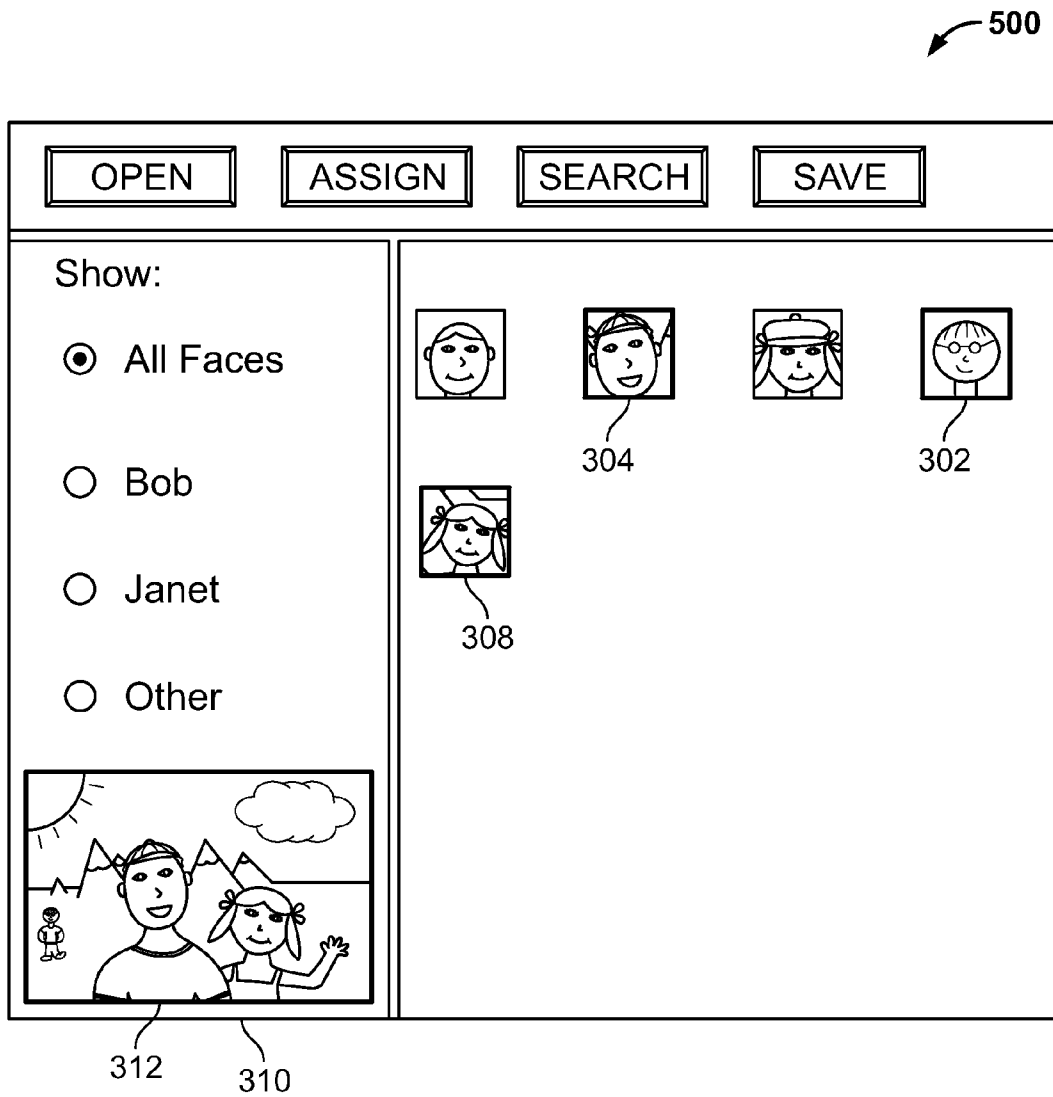 500
OPEN ASSIGN SEARCH SAVE
Show:
All Faces
Bob
Janet
Other
304
302
308
312
310